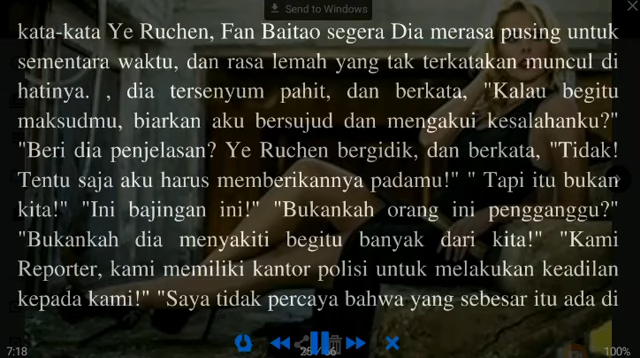 Send to Windows
kata-kata Ye Ruchen, Fan Baitao segera Dia merasa pusing untuk
sementara waktu, dan rasa lemah yang tak terkatakan muncul di
hatinya. , dia tersenyum pahit, dan berkata, "Kalau begitu
maksudmu, biarkan aku bersujud dan mengakui kesalahanku?"
"Beri dia penjelasan? Ye Ruchen bergidik, dan berkata, "Tidak!
Tentu saja aku harus memberikannya padamu!" " Tapi itu bukan
kita!" "Ini bajingan ini!" "Bukankah orang ini pengganggu?"
"Bukankah dia menyakiti begitu banyak dari kita!" "Kami
Reporter, kami memiliki kantor polisi untuk melakukan keadilan
kepada kami!" "Saya tidak percaya bahwa yang sebesar itu ada di
7:18
100%